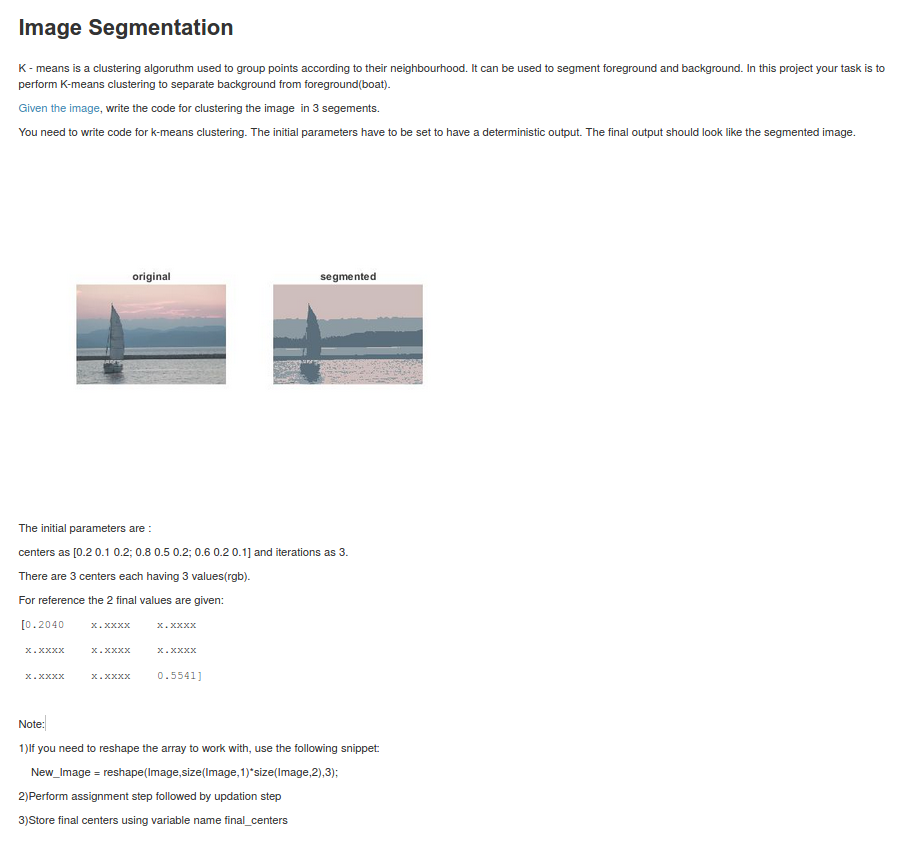 Image Segmentation
K - means is a clustering algoruthm used to group points according to their neighbourhood. It can be used to segment foreground and background. In this project your task is to
perform K-means clustering to separate background from foreground(boat).
Given the image, write the code for clustering the image  in 3 segements.
You need to write code for k-means clustering. The initial parameters have to be set to have a deterministic output. The final output should look like the segmented image.
original segmented
The initial parameters are :
centers as [0.2 0.1 0.2; 0.8 0.5 0.2; 0.6 0.2 0.1] and iterations as 3.
There are 3 centers each having 3 values(rgb).
For reference the 2 final values are given:
[0.2040 x.xxxx x.xxxx
x.xxxx x.xxxx x.xxxx
x.xxxx x.xxxx 0.5541]
Note:
1)If you need to reshape the array to work with, use the following snippet:
New_Image = reshape(Image,size(Image,1)*size(Image,2),3);
2)Perform assignment step followed by updation step
3)Store final centers using variable name final_centers